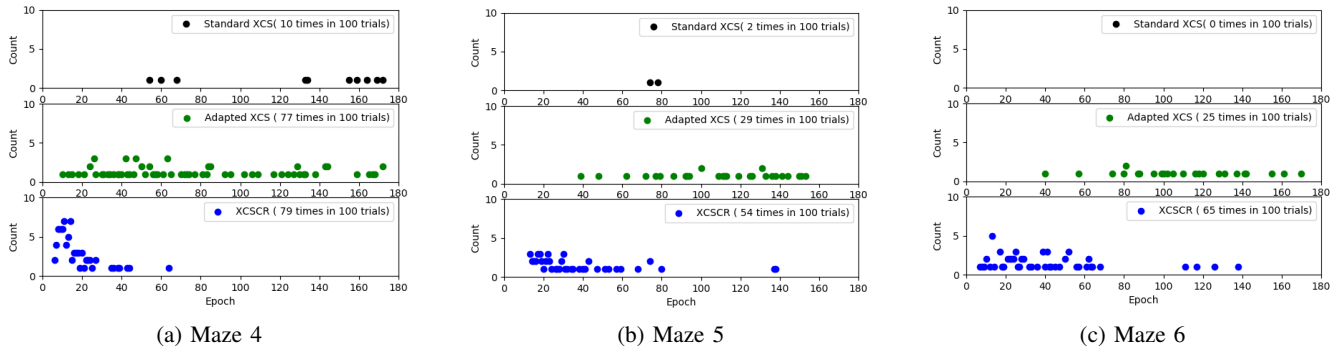 10
5
0
Count
Standard XCS( 10 times in 100 trials)
0 20 40 60 80 100 120 140 160 180
10
5
0
Count
Adapted XCS ( 77 times in 100 trials)
0 20 40 60 80 100 120 140 160 180
10
5
0
Count
XCSCR ( 79 times in 100 trials)
0 20 40 60 80 100 120 140 160 180
Epoch
(a) Maze 4
10
5
0
Count
Standard XCS( 2 times in 100 trials)
0 20 40 60 80 100 120 140 160 180
10
5
0
Count
Adapted XCS ( 29 times in 100 trials)
0 20 40 60 80 100 120 140 160 180
10
5
0
Count
XCSCR ( 54 times in 100 trials)
0 20 40 60 80 100 120 140 160 180
Epoch
(b) Maze 5
10
5
0
Count
Standard XCS( 0 times in 100 trials)
0 20 40 60 80 100 120 140 160 180
10
5
0
Count
Adapted XCS ( 25 times in 100 trials)
0 20 40 60 80 100 120 140 160 180
10
5
0
Count
XCSCR ( 65 times in 100 trials)
0 20 40 60 80 100 120 140 160 180
Epoch
(c) Maze 6